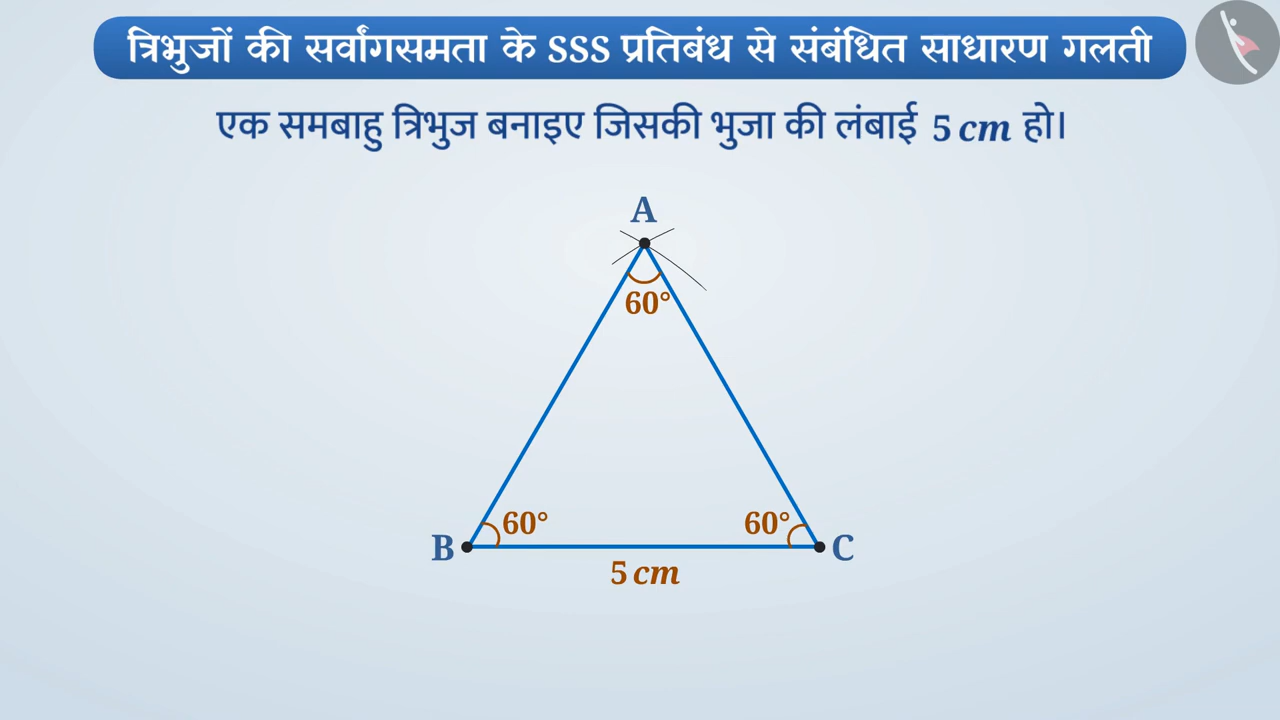 त्रिभुजों की सर्वांगसमता के SSS प्रतिबंध से संबंधित साधारण गलती
एक समबाहु त्रिभुज बनाइए जिसकी भुजा की लंबाई 5 cm हो।
A
60°
60° 60°
B C
5 cm